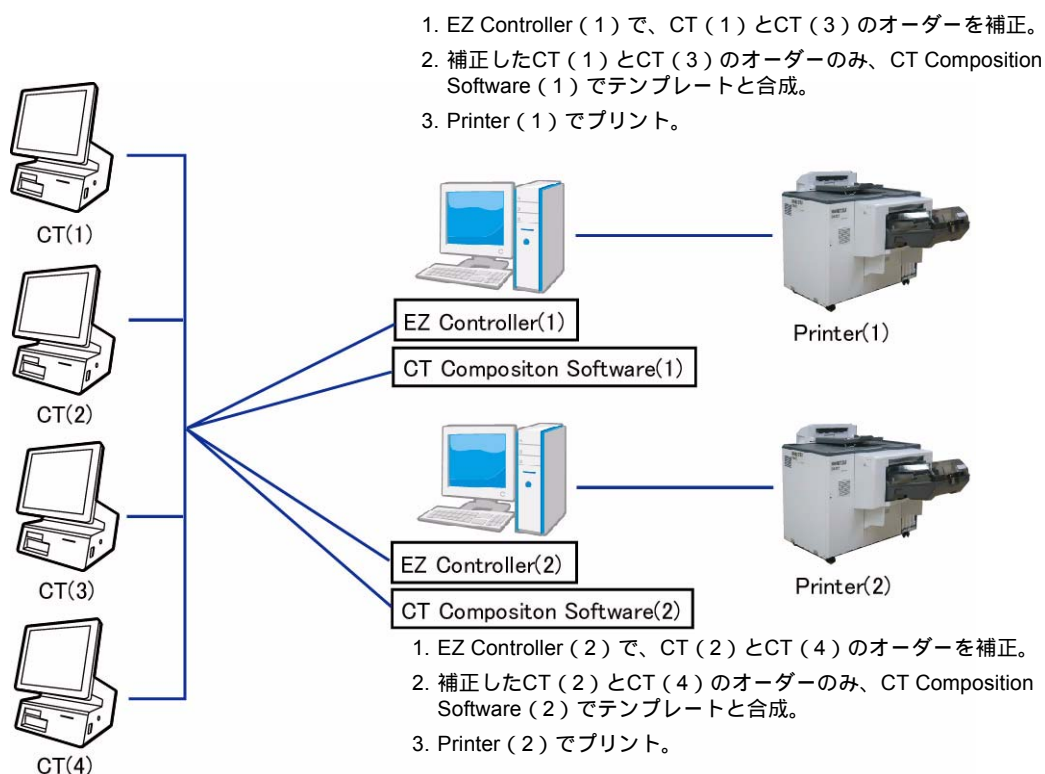 1. EZ Controller（1）で、CT（1）とCT（3）のオーダーを補正。
2. 補正したCT（1）とCT（3）のオーダーのみ、CT Composition
Software（1）でテンプレートと合成。
3. Printer（1）でプリント。
CT(1)
CT(2)
CT(3)
CT(4)
EZ Controller(1)
CT Compositon Software(1)
Printer(1)
EZ Controller(2)
CT Compositon Software(2)
Printer(2)
1. EZ Controller（2）で、CT（2）とCT（4）のオーダーを補正。
2. 補正したCT（2）とCT（4）のオーダーのみ、CT Composition
Software（2）でテンプレートと合成。
3. Printer（2）でプリント。